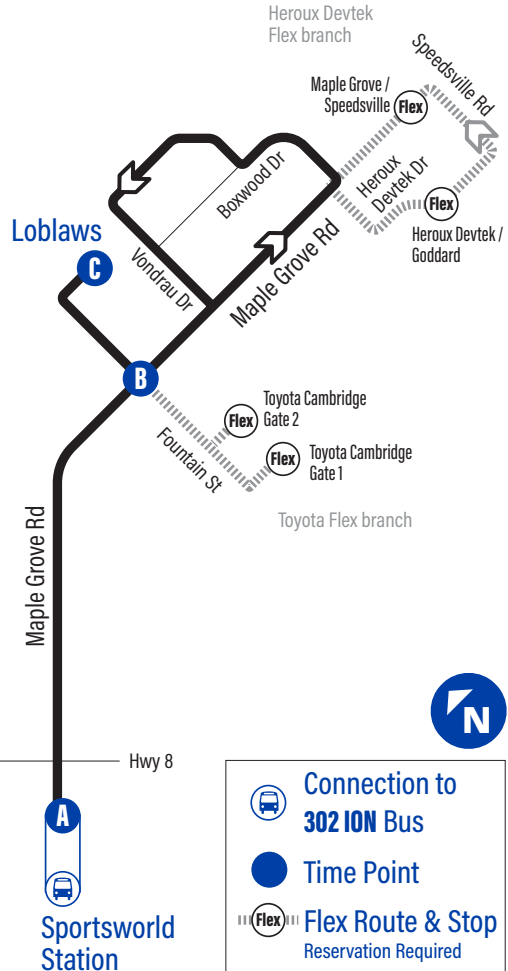 Heroux Devtek
Flex branch
Speedsville Rd
Maple Grove /
Speedsville
Flex
Heroux
Devtek Dr
Flex
Heroux Devtek /
Goddard
Boxwood Dr
Loblaws
C
Vondrau Dr
Maple Grove Rd
B
Toyota Cambridge
Gate 2
Flex
Fountain St
Flex
Toyota Cambridge
Gate 1
Toyota Flex branch
Maple Grove Rd
N
Hwy 8
A
Sportsworld
Station
Connection to
302 ION Bus
Time Point
Flex
Flex Route & Stop
Reservation Required